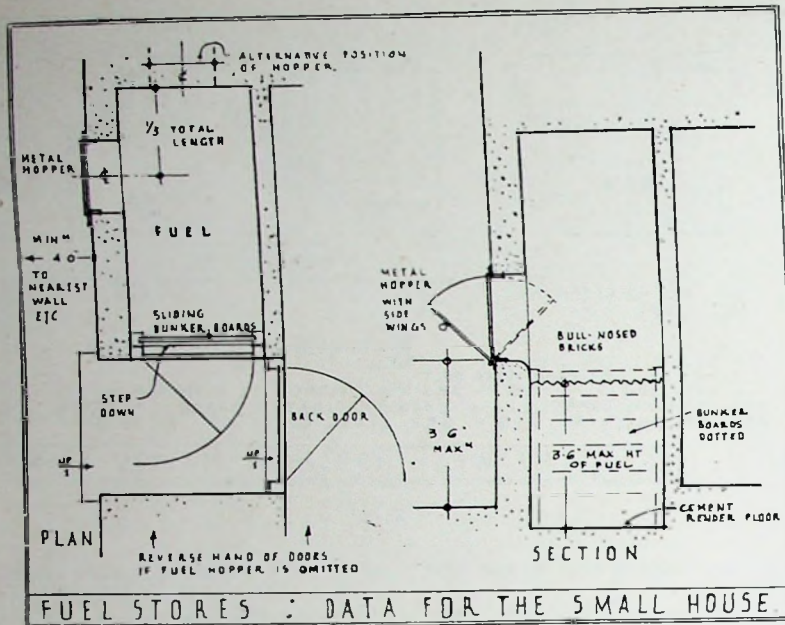 ALTERNATIVE POSITION
OF HOPPER.
1/3 TOTAL
LENGTH
METAL
HOPPER
FUEL
MINM 4'0"
TO
NEAREST
WALL
ETC
SLIDING
BUNKER BOARDS
STEP
DOWN
BACK DOOR
UP
1
UP
1
PLAN
REVERSE HAND OF DOORS
IF FUEL HOPPER IS OMITTED
METAL
HOPPER
WITH
SIDE
WINGS
BULL-NOSED
BRICKS
3'6"
MAXM
3'6" MAX HT
OF FUEL
BUNKER
BOARDS
DOTTED
CEMENT
RENDER FLOOR
SECTION
FUEL STORES : DATA FOR THE SMALL HOUSE